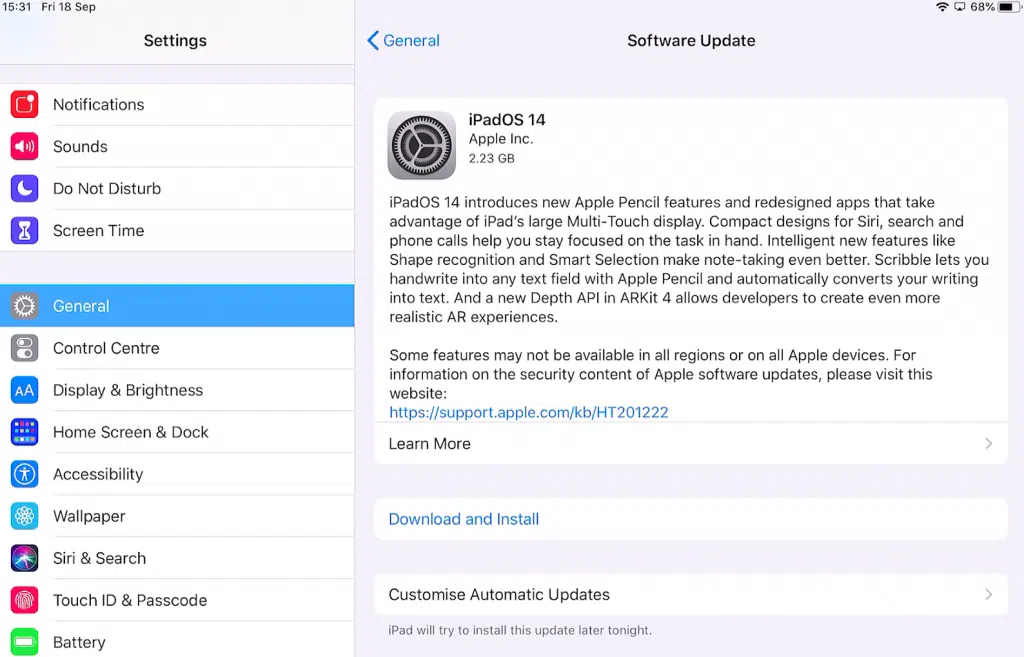 15:31 Fri 18 Sep
68%
Settings
Notifications
Sounds
Do Not Disturb
Screen Time
General
Control Centre
AA
Display & Brightness
Home Screen & Dock
Accessibility
Wallpaper
Siri & Search
Touch ID & Passcode
Battery
General
Software Update
iPadOS 14
Apple Inc.
2.23 GB
iPadOS 14 introduces new Apple Pencil features and redesigned apps that take
advantage of iPad’s large Multi-Touch display. Compact designs for Siri, search and
phone calls help you stay focused on the task in hand. Intelligent new features like
Shape recognition and Smart Selection make note-taking even better. Scribble lets you
handwrite into any text field with Apple Pencil and automatically converts your writing
into text. And a new Depth API in ARKit 4 allows developers to create even more
realistic AR experiences.
Some features may not be available in all regions or on all Apple devices. For
information on the security content of Apple software updates, please visit this
website:
https://support.apple.com/kb/HT201222
Learn More
Download and Install
Customise Automatic Updates
iPad will try to install this update later tonight.